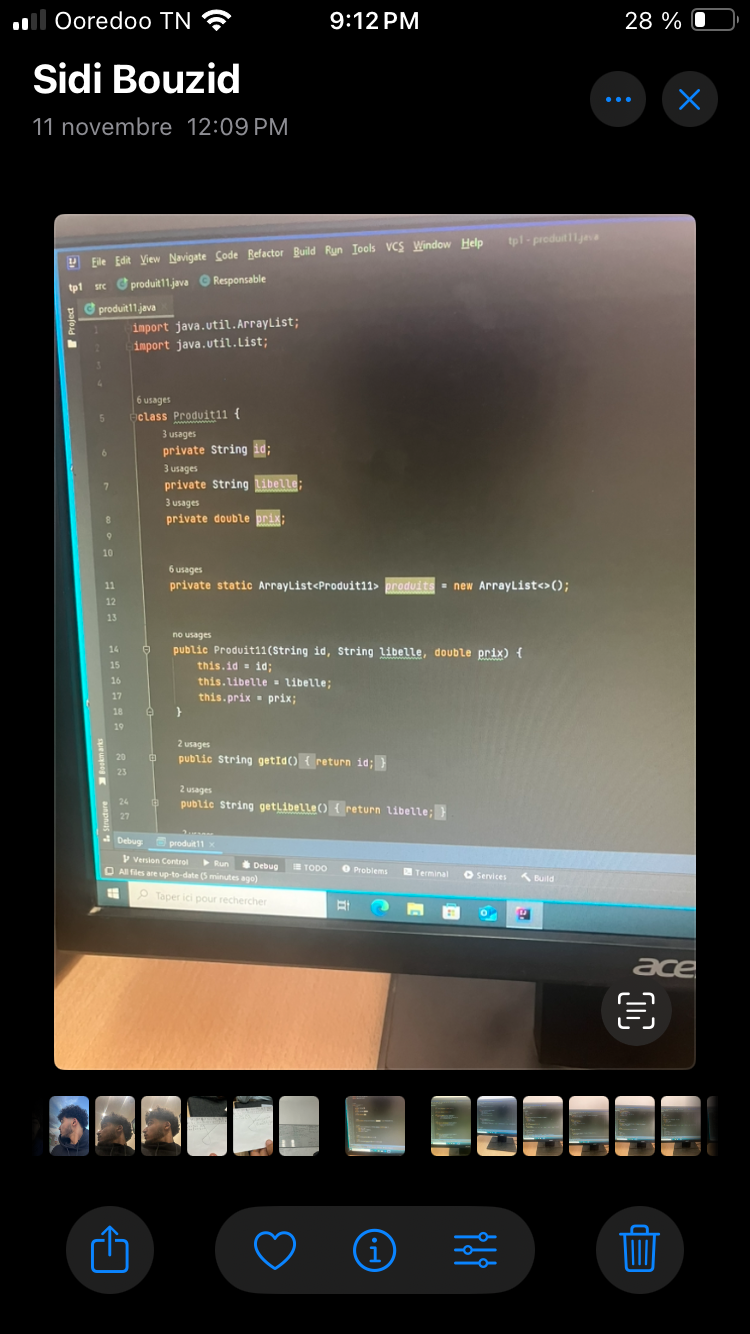 Ooredoo TN
9:12 PM
28 %
Sidi Bouzid
11 novembre 12:09 PM
File Edit View Navigate Code Refactor Build Run Tools VCS Window Help tp1 - produit11.java
tp1 src produit11.java Responsable
produit11.java
Project
1 import java.util.ArrayList;
2 import java.util.List;
3
4
6 usages
5 class Produit11 {
3 usages
6 private String id;
3 usages
7 private String libelle;
3 usages
8 private double prix;
9
10
6 usages
11 private static ArrayList<Produit11> produits = new ArrayList<>();
12
13
no usages
14 public Produit11(String id, String libelle, double prix) {
15 this.id = id;
16 this.libelle = libelle;
17 this.prix = prix;
18 }
19
2 usages
20 public String getId() { return id; }
23
2 usages
24 public String getLibelle() { return libelle; }
27
Bookmarks
Structure
Debug: produit11
Version Control Run Debug TODO Problems Terminal Services Build
All files are up-to-date (5 minutes ago)
Taper ici pour rechercher
acer